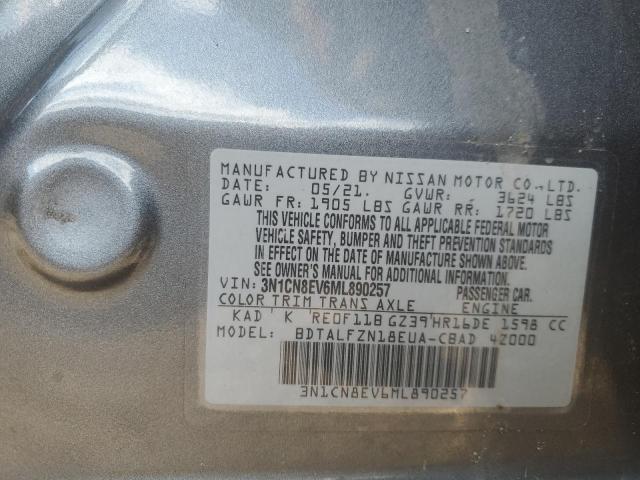 MANUFACTURED BY NISSAN MOTOR CO.,LTD.
DATE: 05/21. GVWR: 3624 LBS
GAWR FR: 1905 LBS GAWR RR: 1720 LBS
THIS VEHICLE CONFORMS TO ALL APPLICABLE FEDERAL MOTOR
VEHICLE SAFETY, BUMPER AND THEFT PREVENTION STANDARDS
IN EFFECT ON THE DATE OF MANUFACTURE SHOWN ABOVE.
SEE OWNER'S MANUAL FOR ADDITIONAL INFORMATION.
VIN: 3N1CN8EV6ML890257 PASSENGER CAR.
COLOR TRIM TRANS AXLE ENGINE
KAD K RE0F11B GZ39 HR16DE 1598 CC
MODEL: BDTALFZN18EUA-CBAD 42000
3N1CN8EV6ML890257